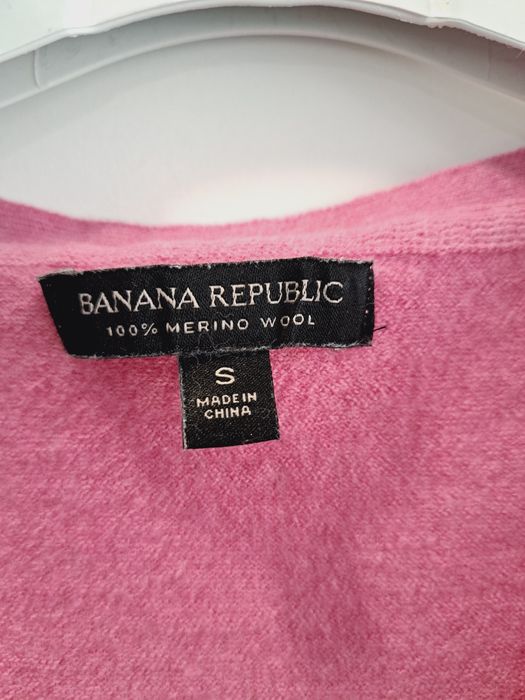 BANANA REPUBLIC
100% MERINO WOOL
S
MADE IN
CHINA